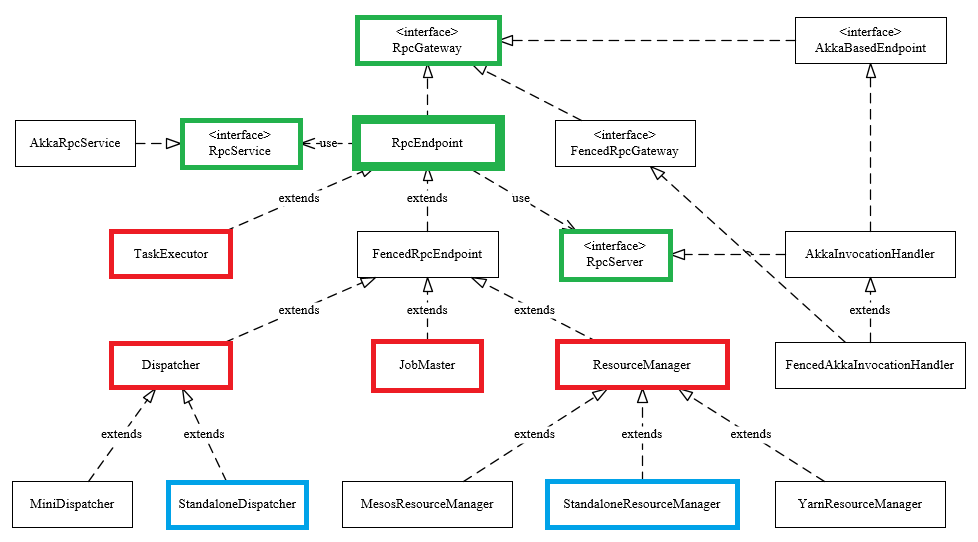 <interface>
RpcGateway
<interface>
AkkaBasedEndpoint
AkkaRpcService
<interface>
RpcService
use
RpcEndpoint
<interface>
FencedRpcGateway
extends
extends
use
TaskExecutor
FencedRpcEndpoint
<interface>
RpcServer
AkkaInvocationHandler
extends
extends
extends
extends
Dispatcher
JobMaster
ResourceManager
FencedAkkaInvocationHandler
extends
extends
extends
extends
extends
MiniDispatcher
StandaloneDispatcher
MesosResourceManager
StandaloneResourceManager
YarnResourceManager